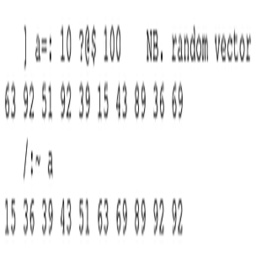 ] a=: 10 ?@$ 100 NB. random vector
63 92 51 92 39 15 43 89 36 69
/:~ a
15 36 39 43 51 63 69 89 92 92